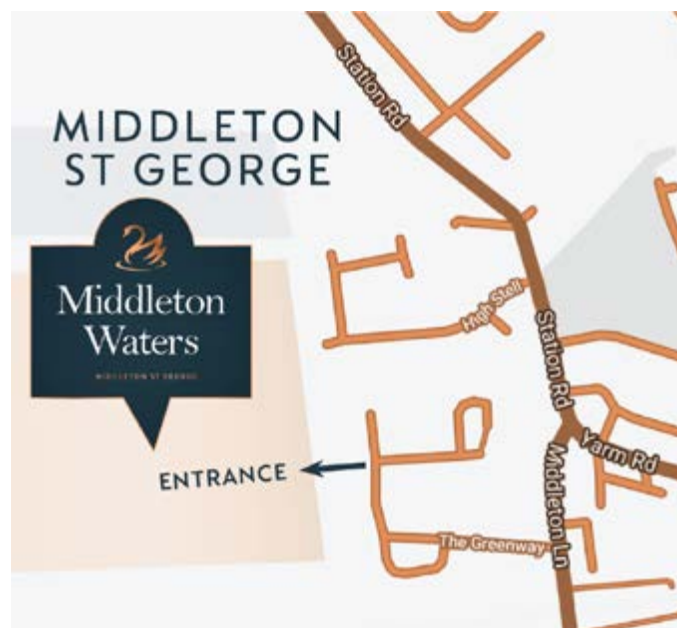 Station Rd
MIDDLETON
ST GEORGE
Middleton
Waters
MIDDLETON ST GEORGE
High Stell
Station Rd
Yarm Rd
Middleton Ln
ENTRANCE
The Greenway